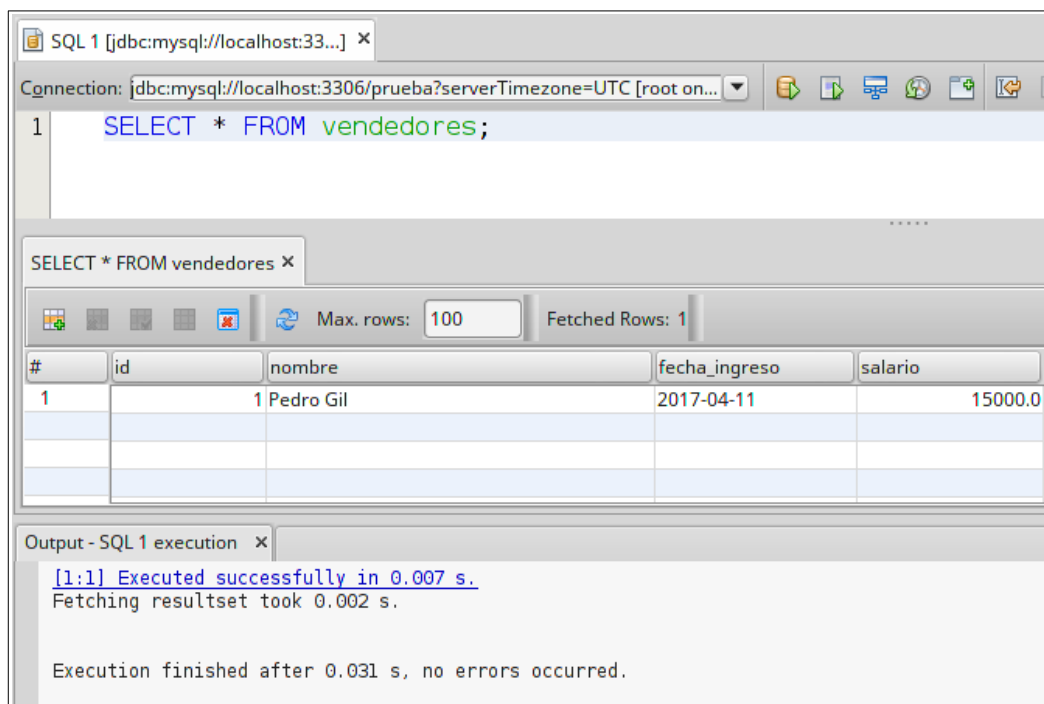 SQL 1 [jdbc:mysql://localhost:33...] ×
Connection: jdbc:mysql://localhost:3306/prueba?serverTimezone=UTC [root on...
1 SELECT * FROM vendedores;
SELECT * FROM vendedores ×
Max. rows: 100 Fetched Rows: 1
# id nombre fecha_ingreso salario
1 1 Pedro Gil 2017-04-11 15000.0
Output - SQL 1 execution ×
[1:1] Executed successfully in 0.007 s.
Fetching resultset took 0.002 s.
Execution finished after 0.031 s, no errors occurred.